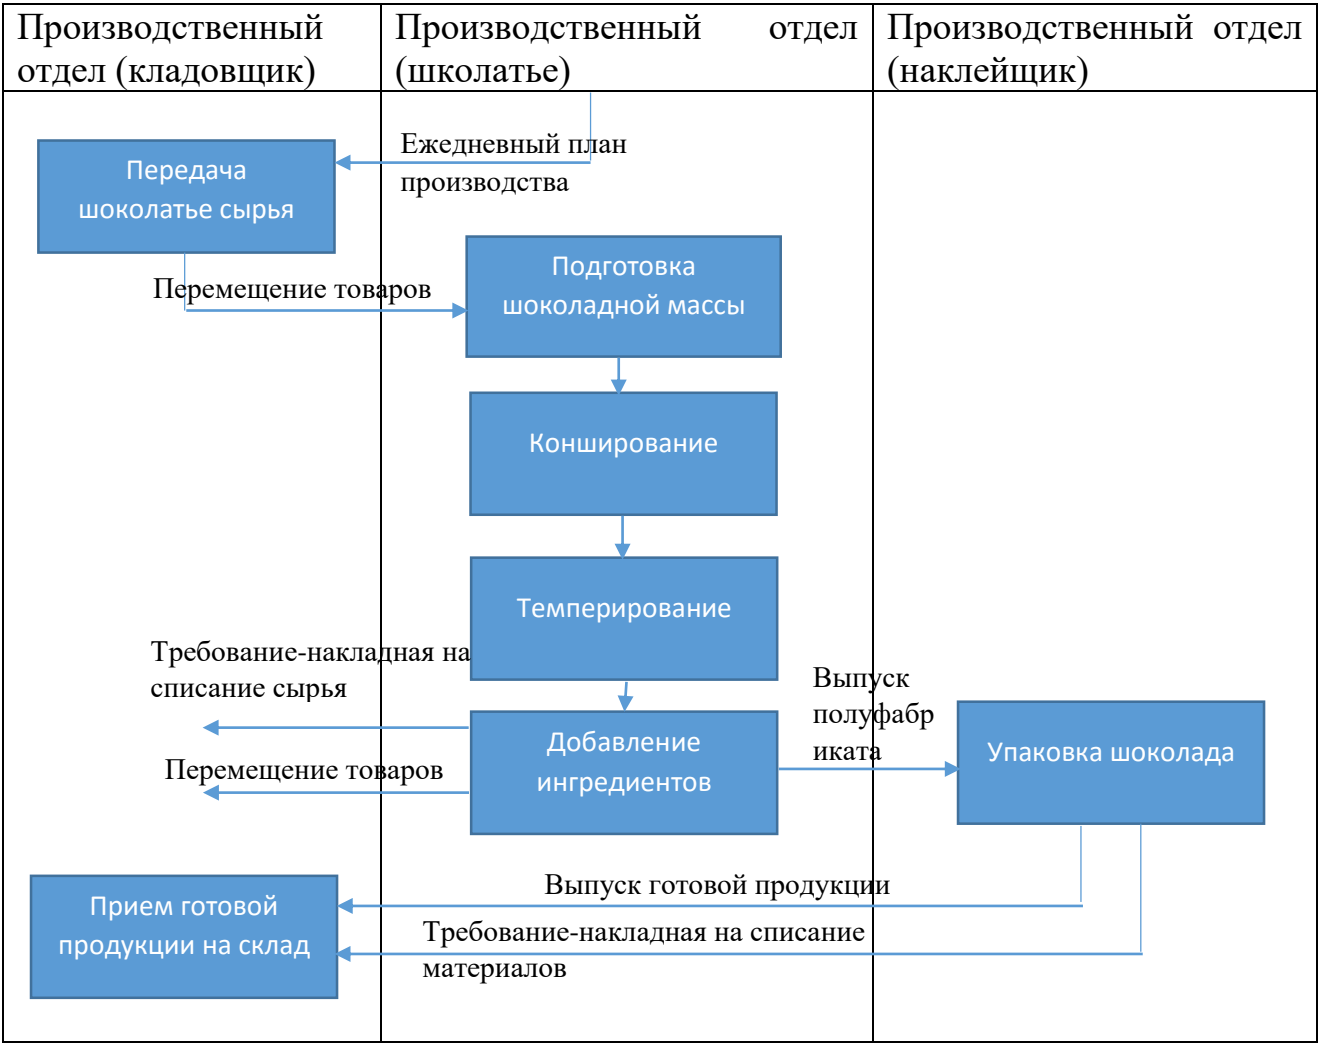 Производственный
отдел (кладовщик)
Производственный отдел
(школатье)
Производственный отдел
(наклейщик)
Ежедневный план
производства
Передача
шоколатье сырья
Перемещение товаров
Подготовка
шоколадной массы
Конширование
Темперирование
Требование-накладная на
списание сырья
Перемещение товаров
Добавление
ингредиентов
Выпуск
полуфабр
иката
Упаковка шоколада
Выпуск готовой продукции
Требование-накладная на списание
материалов
Прием готовой
продукции на склад